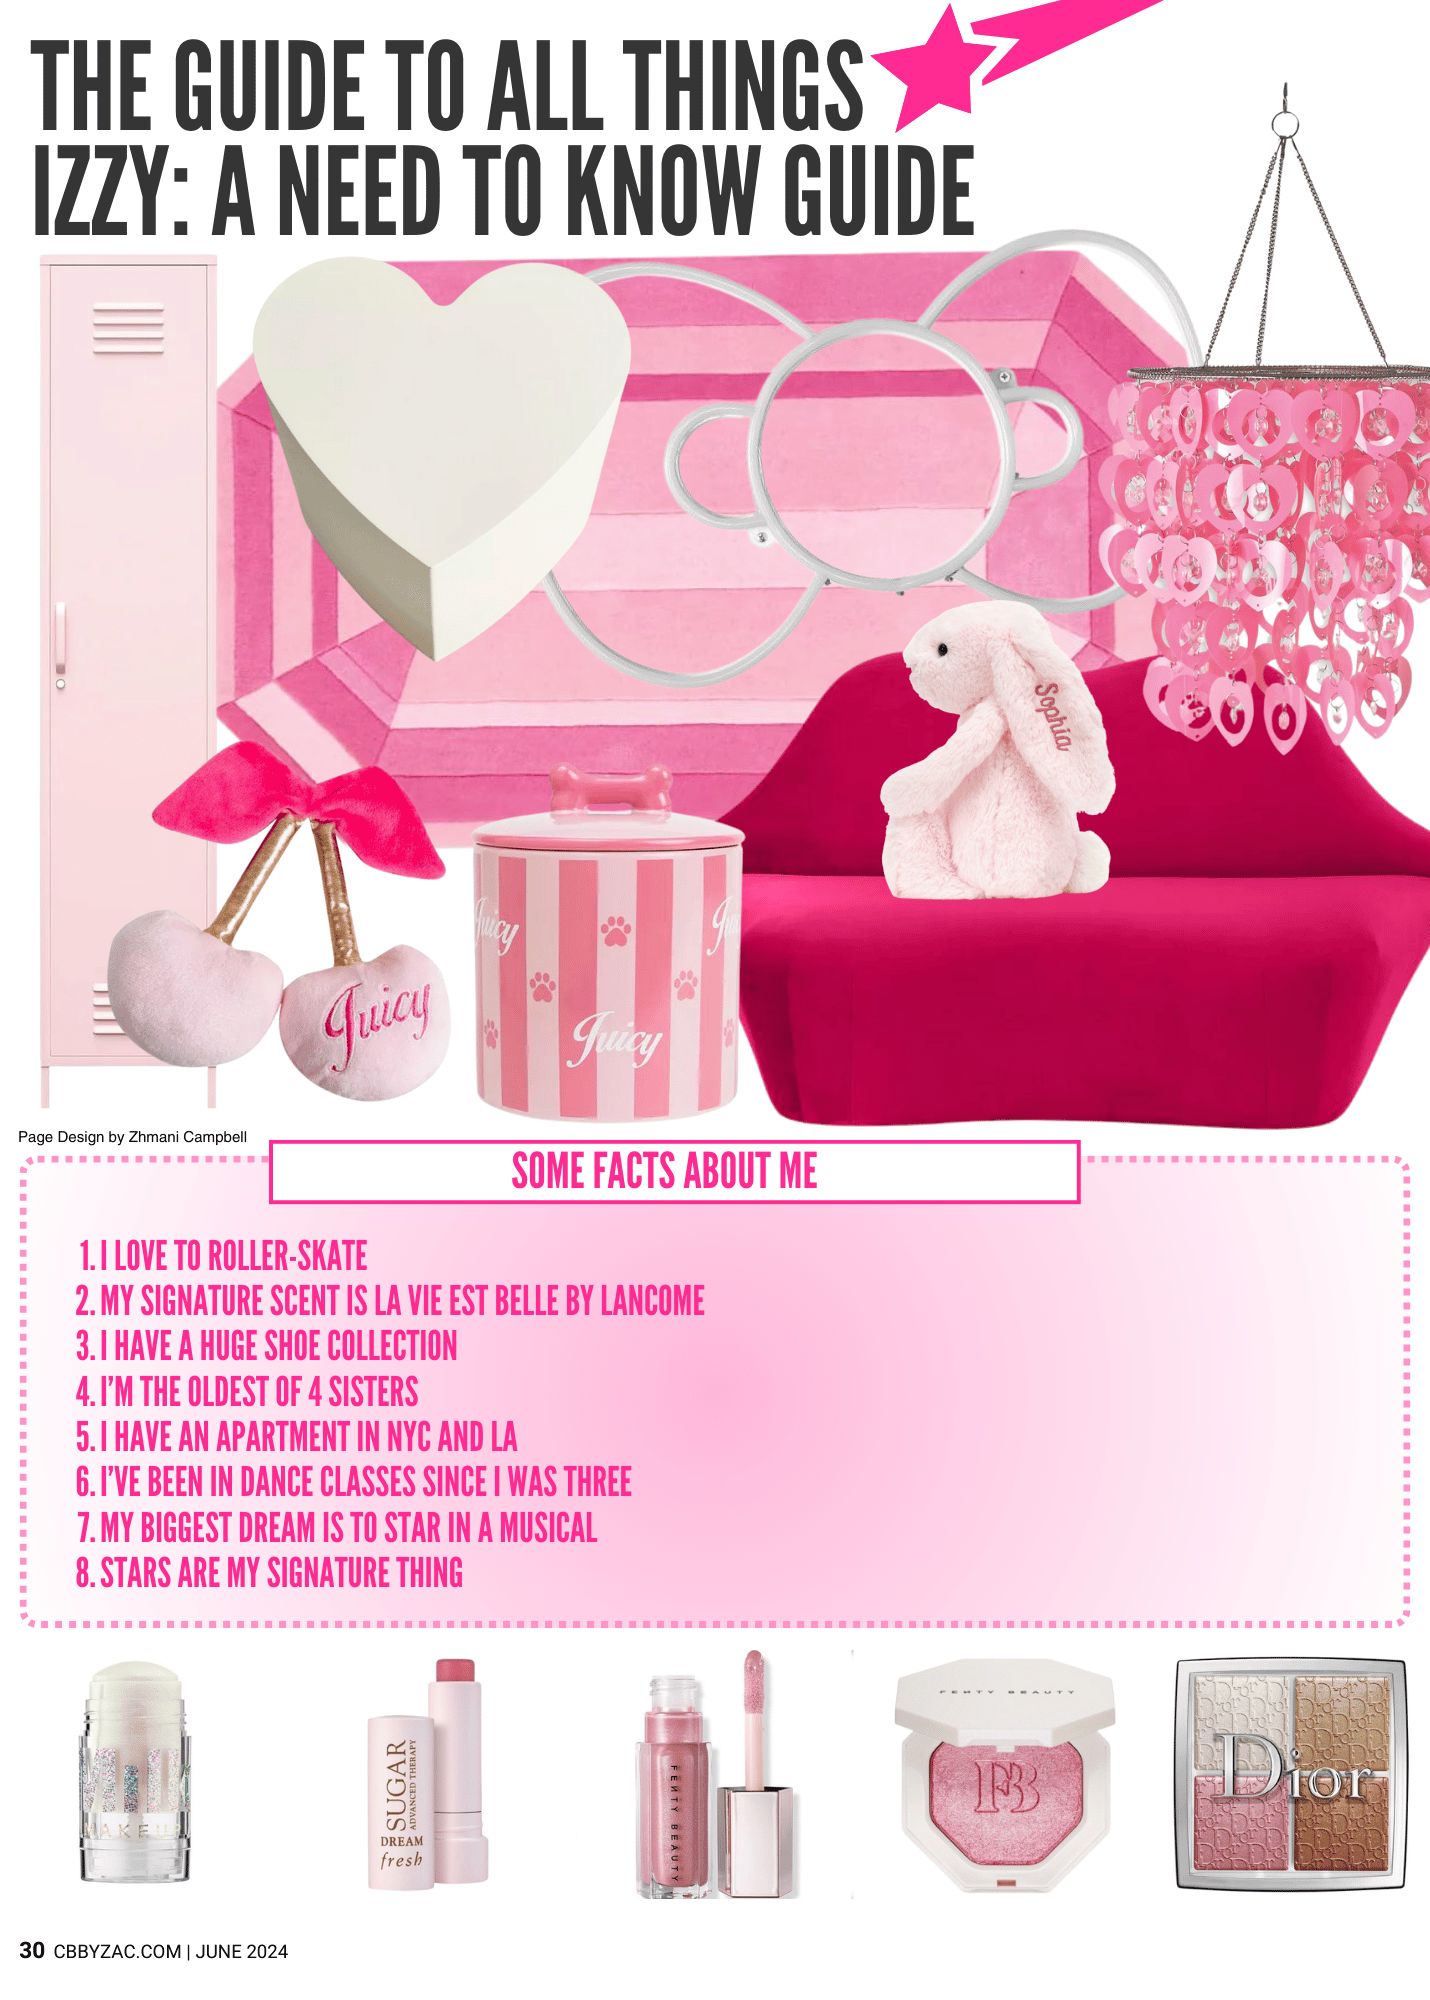 THE GUIDE TO ALL THINGS
IZZY: A NEED TO KNOW GUIDE
Sophia
Juicy
Juicy
Juicy
Page Design by Zhmani Campbell
SOME FACTS ABOUT ME
1. I LOVE TO ROLLER-SKATE
2. MY SIGNATURE SCENT IS LA VIE EST BELLE BY LANCOME
3. I HAVE A HUGE SHOE COLLECTION
4. I'M THE OLDEST OF 4 SISTERS
5. I HAVE AN APARTMENT IN NYC AND LA
6. I'VE BEEN IN DANCE CLASSES SINCE I WAS THREE
7. MY BIGGEST DREAM IS TO STAR IN A MUSICAL
8. STARS ARE MY SIGNATURE THING
MILK
MAKEUP
SUGAR
ADVANCED THERAPY
DREAM
fresh
FENTY BEAUTY
FENTY BEAUTY
FB
Dior
30 CBBYZAC.COM | JUNE 2024